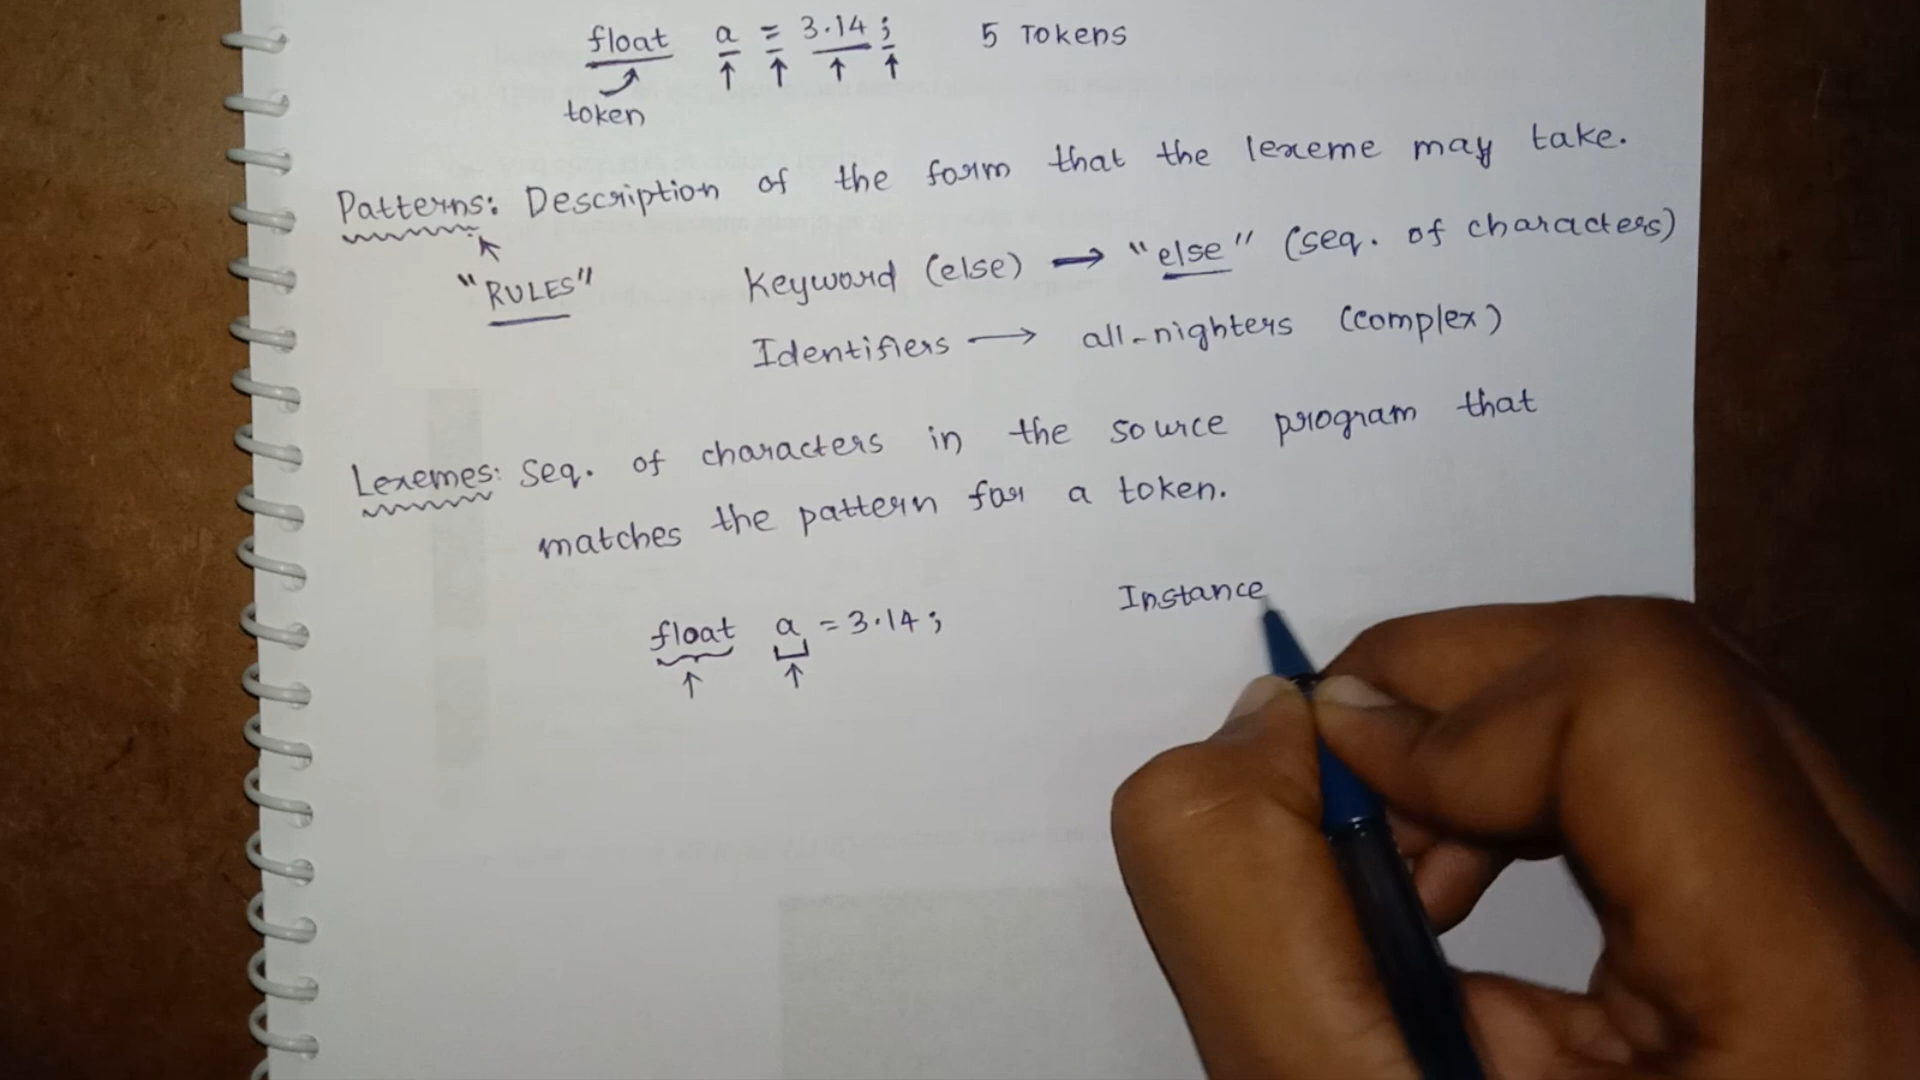 float a = 3.14 ; 5 Tokens
token
Patterns: Description of the form that the lexeme may take.
"RULES" Keyword (else) → "else" (seq. of characters)
Identifiers → all-nighters (complex)
Lexemes: Seq. of characters in the source program that
matches the pattern for a token.
float a = 3.14 ; Instance